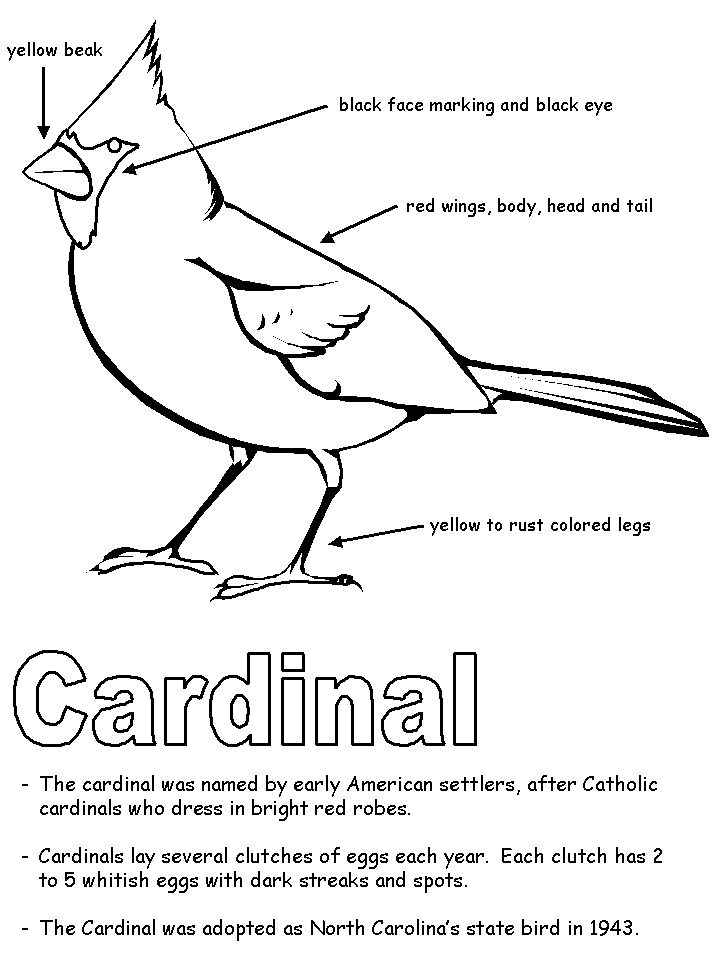 yellow beak
black face marking and black eye
red wings, body, head and tail
yellow to rust colored legs
Cardinal
- The cardinal was named by early American settlers, after Catholic
cardinals who dress in bright red robes.
- Cardinals lay several clutches of eggs each year. Each clutch has 2
to 5 whitish eggs with dark streaks and spots.
- The Cardinal was adopted as North Carolina's state bird in 1943.